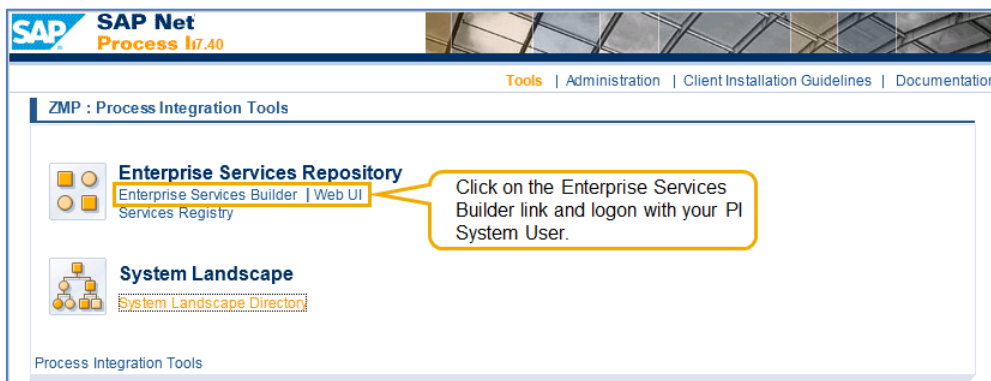 SAP
SAP Net
Process I 7.40
Tools | Administration | Client Installation Guidelines | Documentation
ZMP : Process Integration Tools
Enterprise Services Repository
Enterprise Services Builder | Web UI
Services Registry
Click on the Enterprise Services
Builder link and logon with your PI
System User.
System Landscape
System Landscape Directory
Process Integration Tools